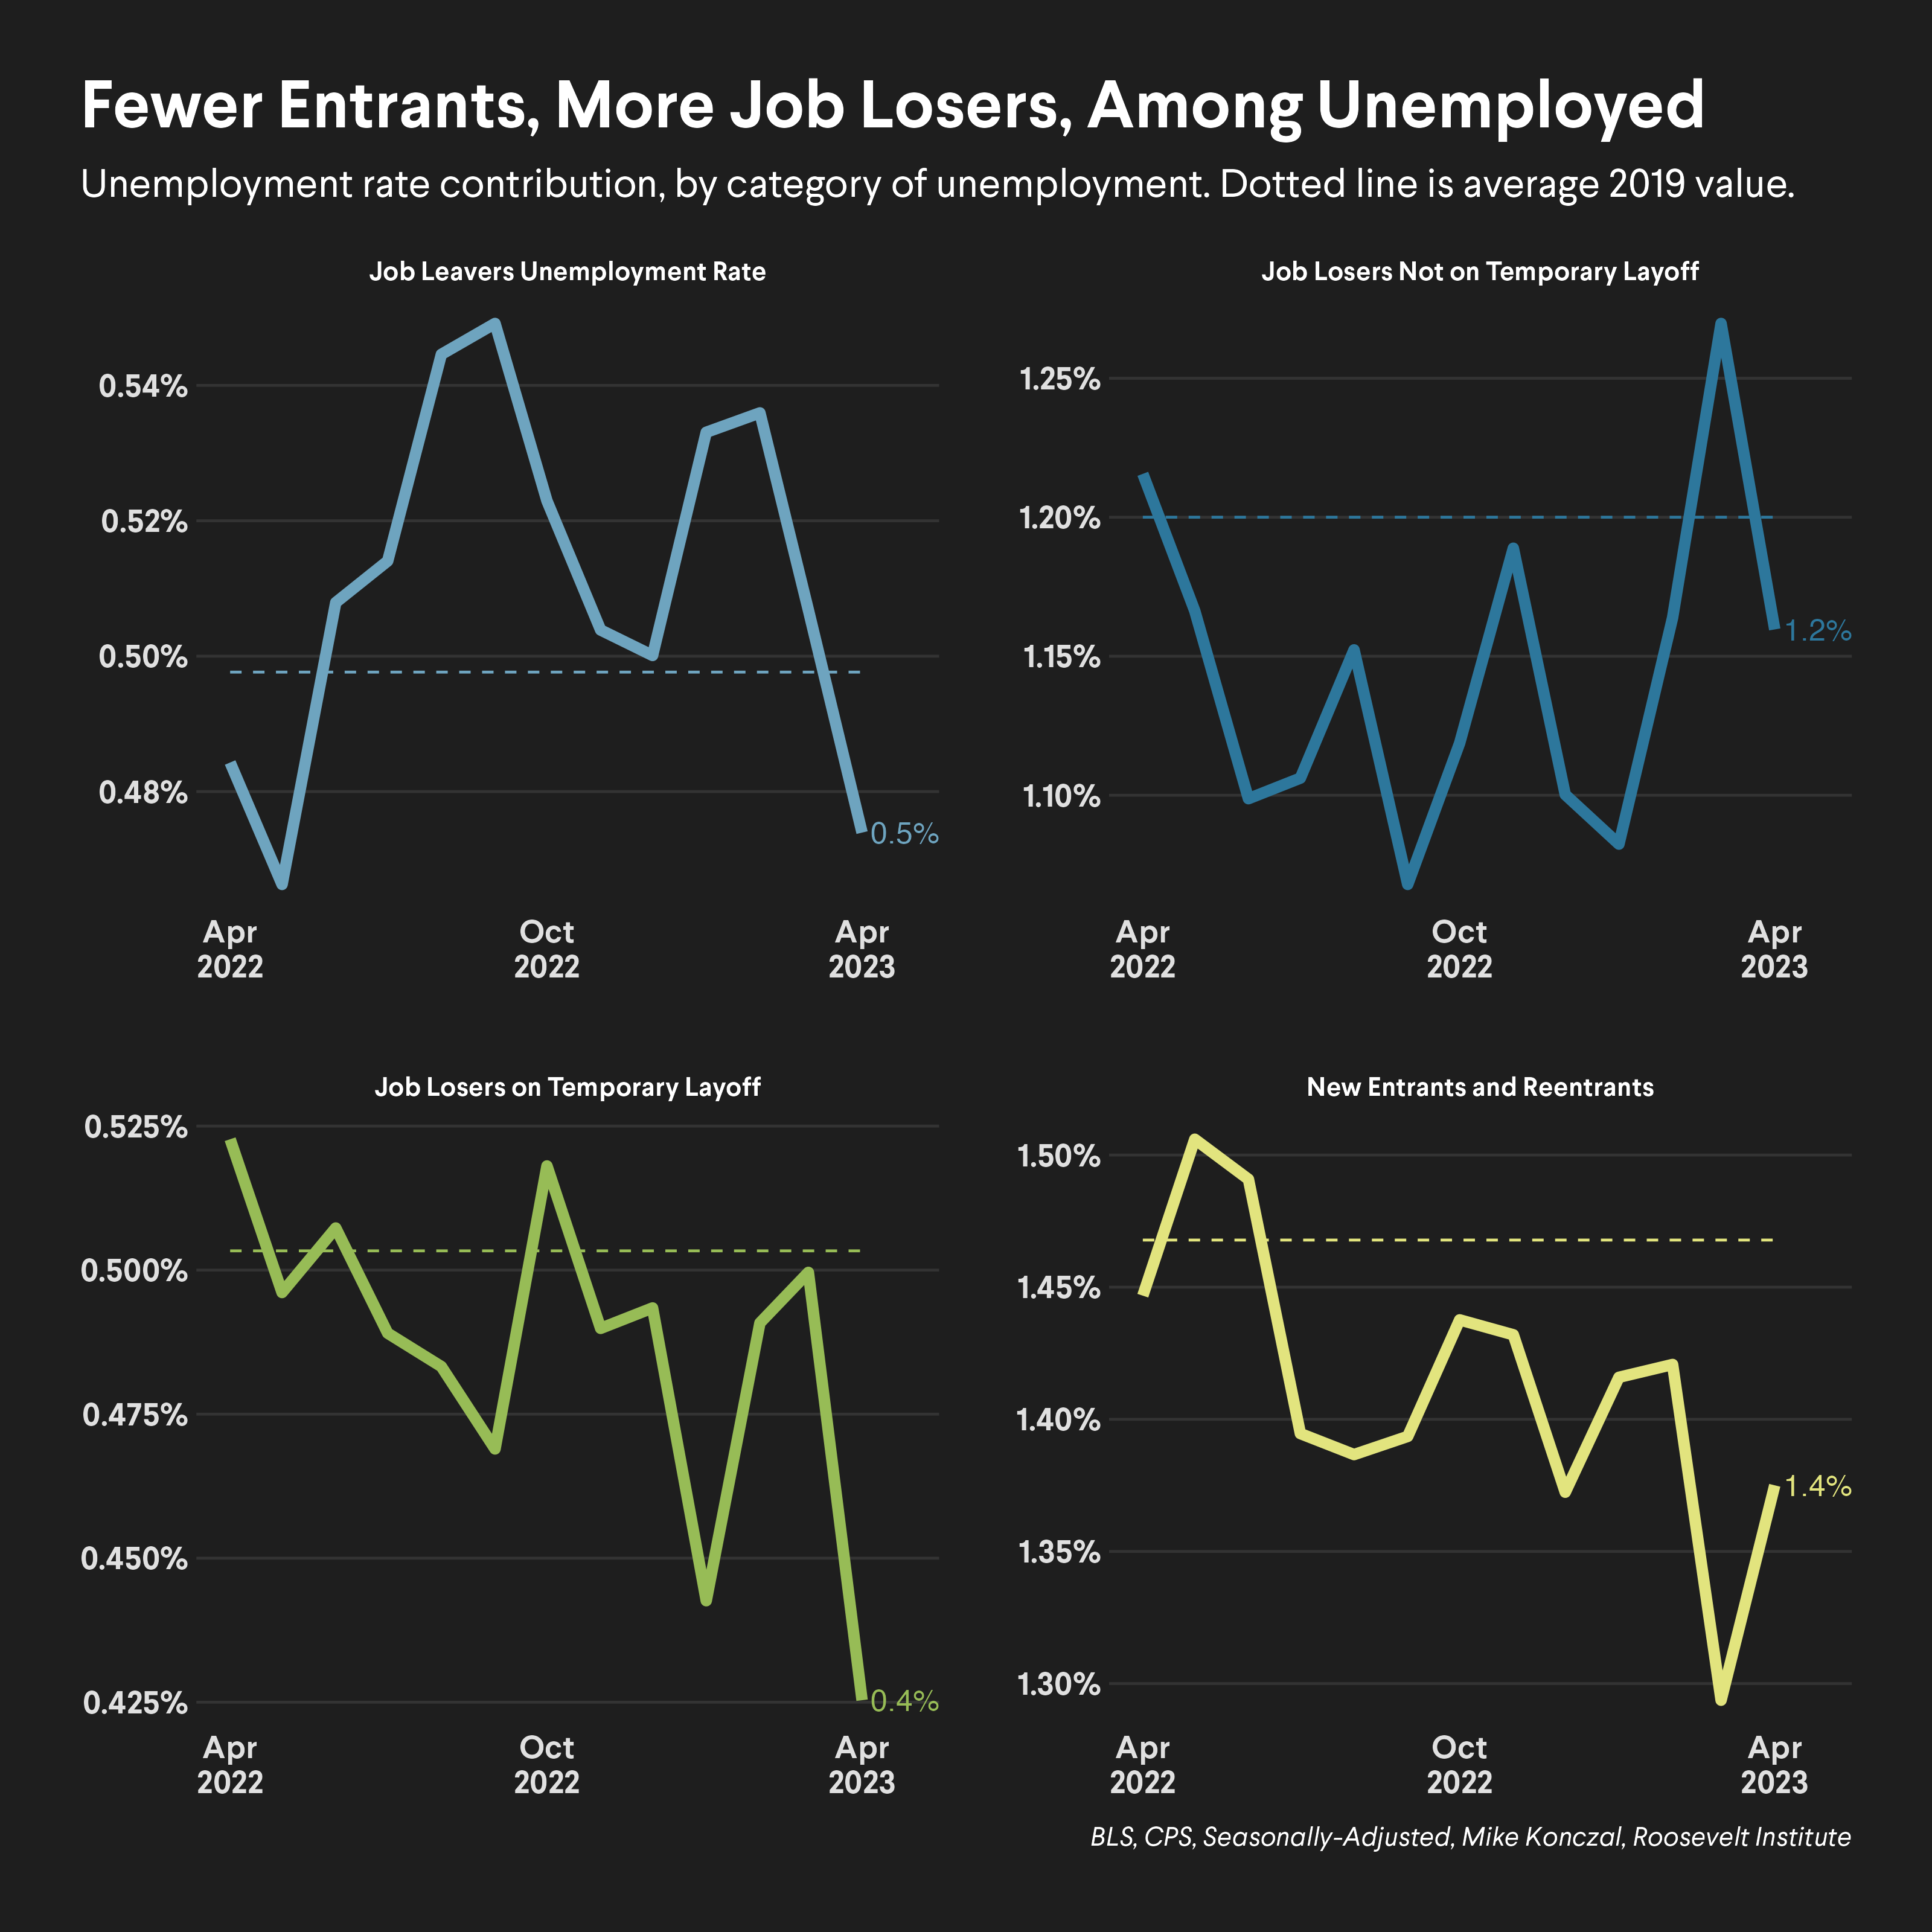 Fewer Entrants, More Job Losers, Among Unemployed
Unemployment rate contribution, by category of unemployment. Dotted line is average 2019 value.
Job Leavers Unemployment Rate
0.54%
0.52%
0.50%
0.48%
0.5%
Apr
2022
Oct
2022
Apr
2023
Job Losers Not on Temporary Layoff
1.25%
1.20%
1.15%
1.10%
1.2%
Apr
2022
Oct
2022
Apr
2023
Job Losers on Temporary Layoff
0.525%
0.500%
0.475%
0.450%
0.425%
0.4%
Apr
2022
Oct
2022
Apr
2023
New Entrants and Reentrants
1.50%
1.45%
1.40%
1.35%
1.30%
1.4%
Apr
2022
Oct
2022
Apr
2023
BLS, CPS, Seasonally-Adjusted, Mike Konczal, Roosevelt Institute